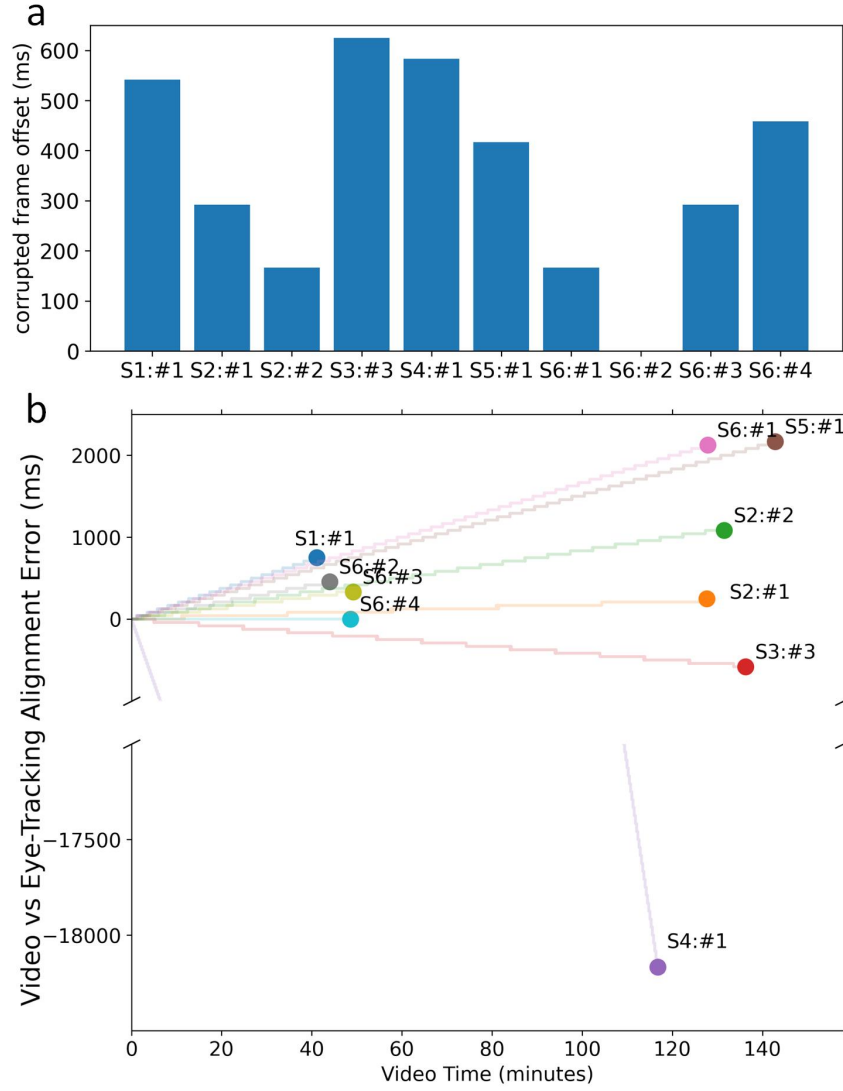 a
corrupted frame offset (ms)
600
500
400
300
200
100
0
S1:#1 S2:#1 S2:#2 S3:#3 S4:#1 S5:#1 S6:#1 S6:#2 S6:#3 S6:#4
b
Video vs Eye-Tracking Alignment Error (ms)
2000
1000
0
−17500
−18000
S6:#1
S5:#1
S2:#2
S1:#1
S6:#2
S6:#3
S6:#4
S2:#1
S3:#3
S4:#1
0 20 40 60 80 100 120 140
Video Time (minutes)